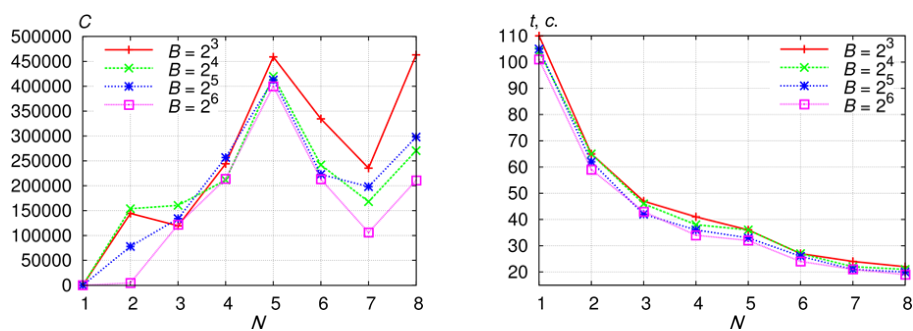 C
500000
450000
400000
350000
300000
250000
200000
150000
100000
50000
0
B = 2^3
B = 2^4
B = 2^5
B = 2^6
1 2 3 4 5 6 7 8
N
t, c.
110
100
90
80
70
60
50
40
30
20
B = 2^3
B = 2^4
B = 2^5
B = 2^6
1 2 3 4 5 6 7 8
N